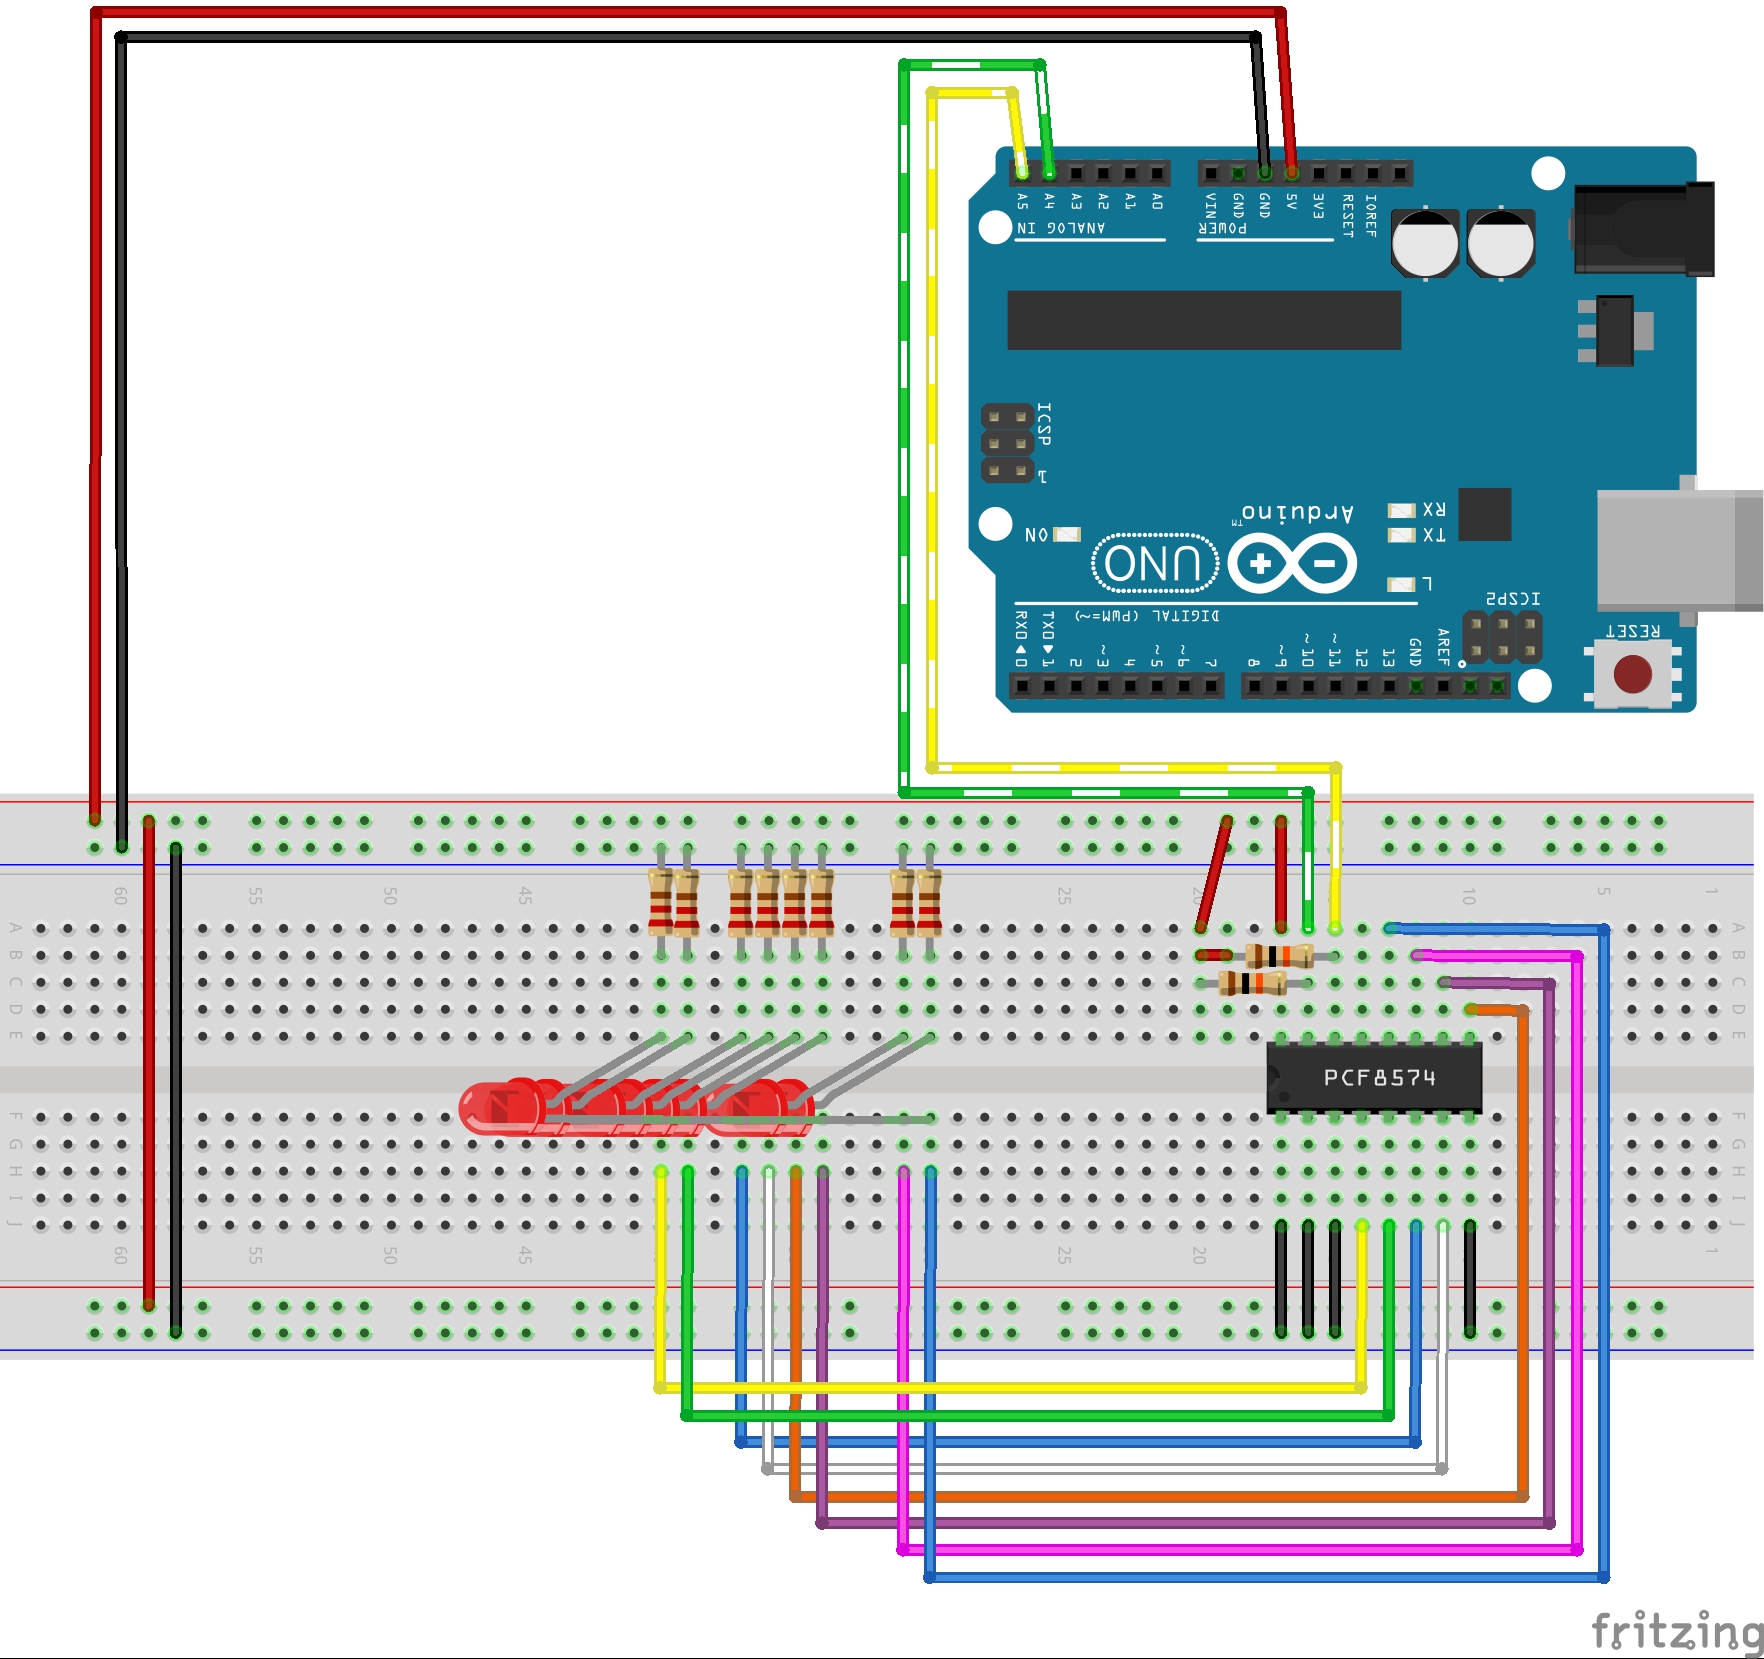 A5 A4 A3 A2 A1 A0
VIN GND GND 5V 3V3 RESET IOREF
ANALOG IN
POWER
ICSP
1
ON
UNO
Arduino™
RX
TX
L
ICSP2
RESET
DIGITAL (PWM=~)
RX0 TX0
0 1 2 ~3 4 ~5 ~6 7
8 ~9 ~10 ~11 12 13 GND AREF
60 55 50 45 25 20 10 5 1
A A
B B
C C
D D
E E
PCF8574
F F
G G
H H
I I
J J
60 55 50 45 25 20 1
fritzing